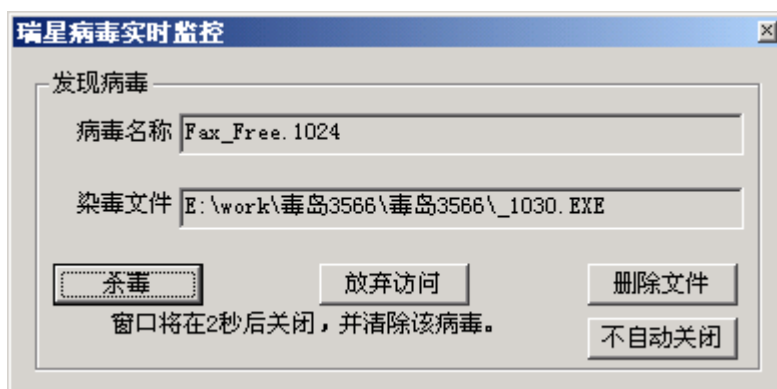 瑞星病毒实时监控
发现病毒
病毒名称 Fax_Free.1024
染毒文件 E:\work\毒岛3566\毒岛3566\_1030.EXE
杀毒 放弃访问 删除文件
窗口将在2秒后关闭，并清除该病毒。
不自动关闭